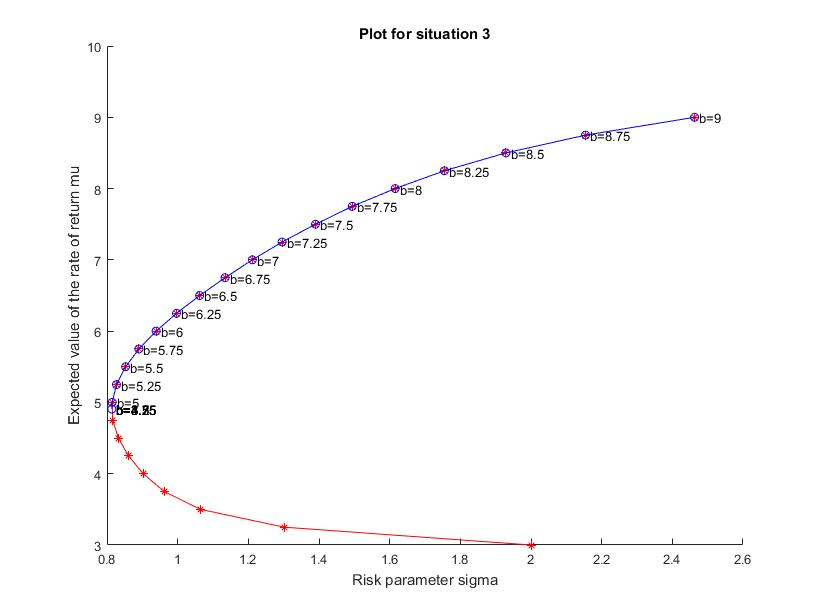 Plot for situation 3
10
9
8
7
6
5
4
3
Expected value of the rate of return mu
b=9
b=8.75
b=8.5
b=8.25
b=8
b=7.75
b=7.5
b=7.25
b=7
b=6.75
b=6.5
b=6.25
b=6
b=5.75
b=5.5
b=5.25
b=5
0.8
1
1.2
1.4
1.6
1.8
2
2.2
2.4
2.6
Risk parameter sigma